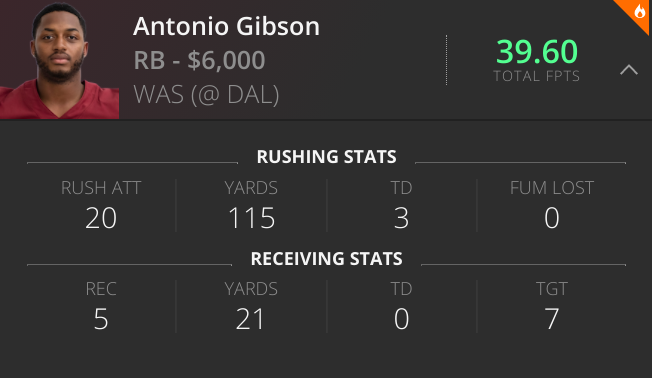 Antonio Gibson
RB - $6,000
WAS (@ DAL)
39.60
TOTAL FPTS
RUSHING STATS
RUSH ATT YARDS TD FUM LOST
20 115 3 0
RECEIVING STATS
REC YARDS TD TGT
5 21 0 7